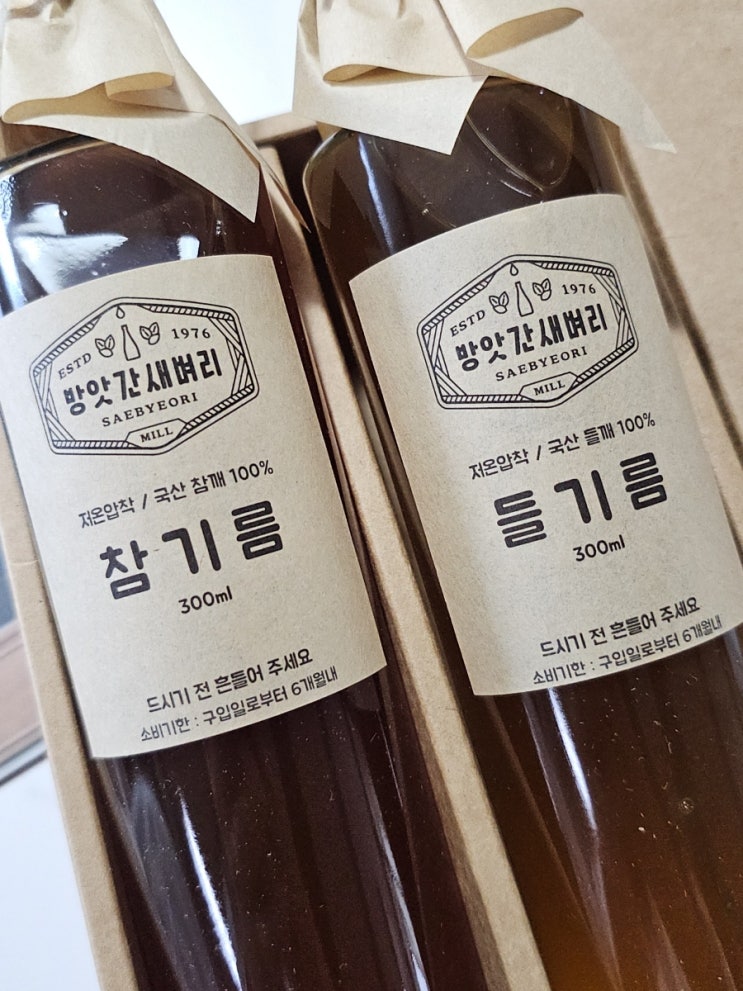 ESTD 1976
방앗간새벼리
SAEBYEORI
MILL
저온압착 / 국산 참깨 100%
참기름
300ml
드시기 전 흔들어 주세요
소비기한 : 구입일로부터 6개월내
ESTD 1976
방앗간새벼리
SAEBYEORI
MILL
저온압착 / 국산 들깨 100%
들기름
300ml
드시기 전 흔들어 주세요
소비기한 : 구입일로부터 6개월내